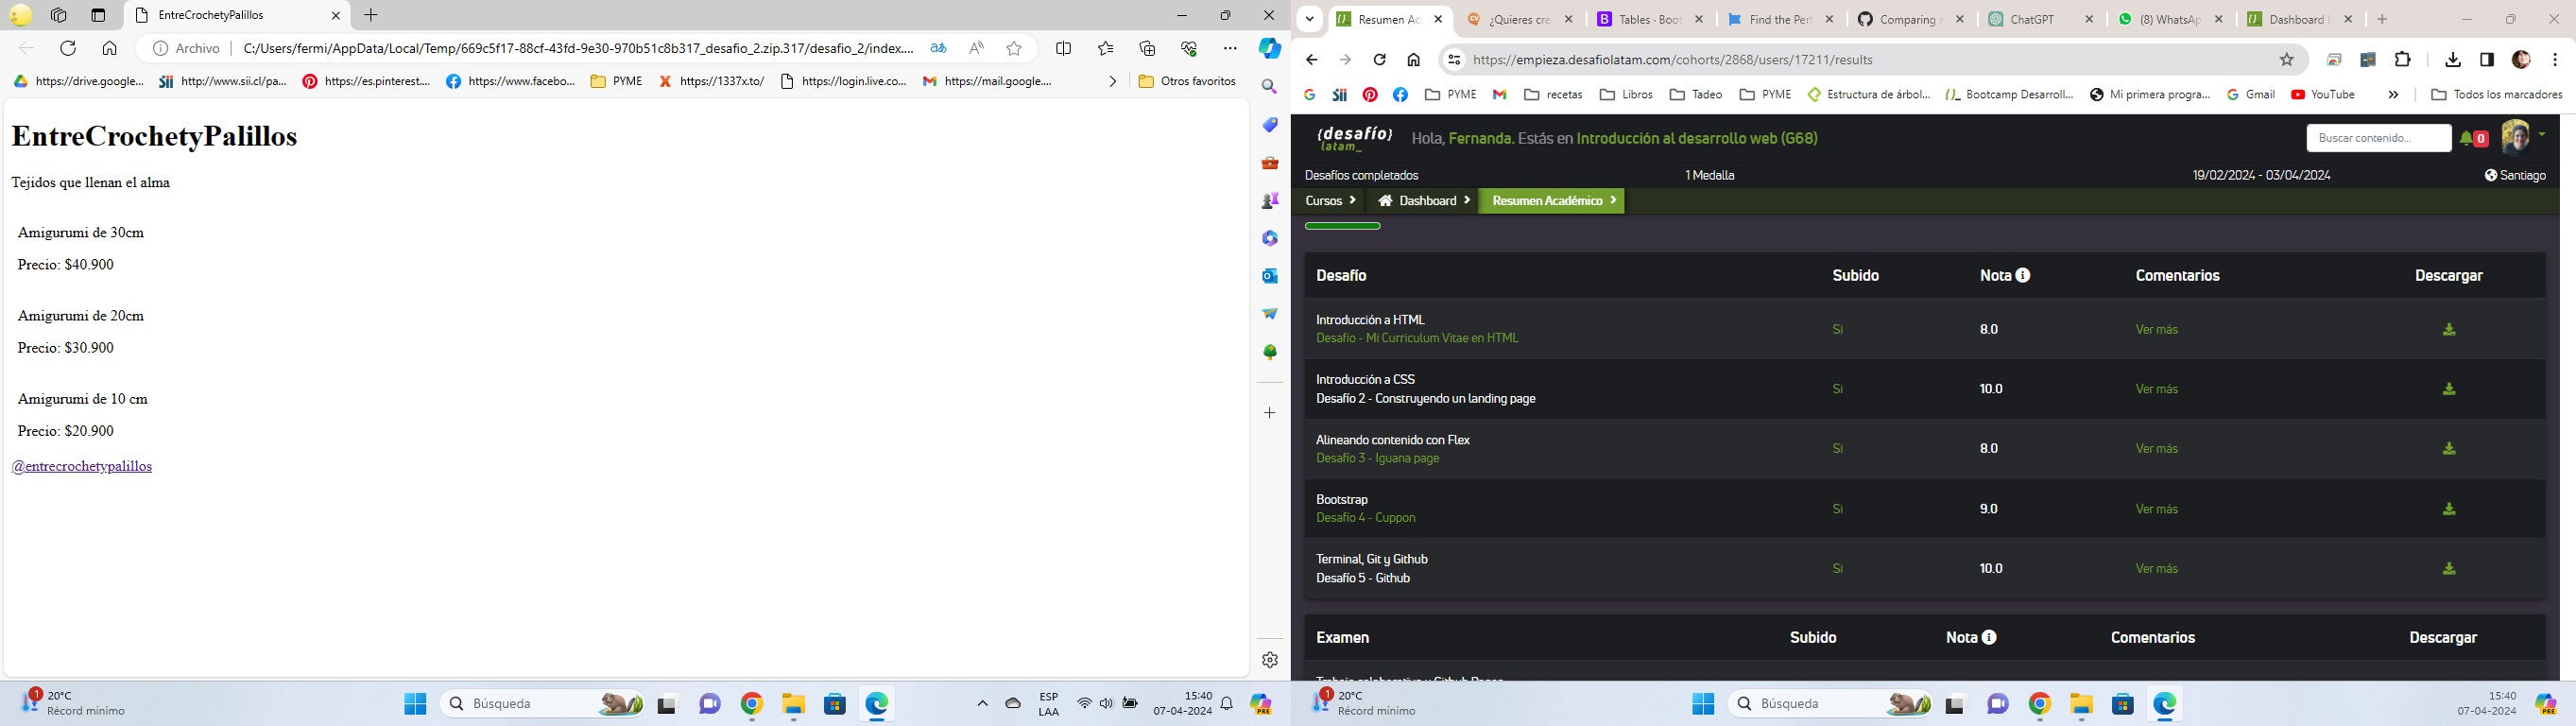 EntreCrochetyPalillos
Archivo
C:/Users/fermi/AppData/Local/Temp/669c5f17-88cf-43fd-9e30-970b51c8b317_desafio_2.zip.317/desafio_2/index....
https://drive.google...
http://www.sii.cl/pa...
https://es.pinterest....
https://www.facebo...
PYME
https://1337x.to/
https://login.live.co...
https://mail.google....
Otros favoritos
EntreCrochetyPalillos
Tejidos que llenan el alma
Amigurumi de 30cm
Precio: $40.900
Amigurumi de 20cm
Precio: $30.900
Amigurumi de 10 cm
Precio: $20.900
@entrecrochetypalillos
1
20°C
Récord mínimo
Búsqueda
ESP
LAA
15:40
07-04-2024
PRE
Resumen Ac
¿Quieres cre
Tables · Boot
Find the Perf
Comparing
ChatGPT
(8) WhatsAp
Dashboard
https://empieza.desafiolatam.com/cohorts/2868/users/17211/results
sii
PYME
recetas
Libros
Tadeo
PYME
Estructura de árbol...
Bootcamp Desarroll...
Mi primera progra...
Gmail
YouTube
Todos los marcadores
{desafío}
latam_
Hola, Fernanda. Estás en Introducción al desarrollo web (G68)
Buscar contenido...
0
Desafíos completados
1 Medalla
19/02/2024 - 03/04/2024
Santiago
Cursos
Dashboard
Resumen Académico
Desafío Subido Nota Comentarios Descargar
Introducción a HTML
Desafío - Mi Curriculum Vitae en HTML
Si 8.0 Ver más
Introducción a CSS
Desafío 2 - Construyendo un landing page
Si 10.0 Ver más
Alineando contenido con Flex
Desafío 3 - Iguana page
Si 8.0 Ver más
Bootstrap
Desafío 4 - Cuppon
Si 9.0 Ver más
Terminal, Git y Github
Desafío 5 - Github
Si 10.0 Ver más
Examen Subido Nota Comentarios Descargar
Trabajo colaborativo y Github Pages
1
20°C
Récord mínimo
Búsqueda
15:40
07-04-2024
PRE